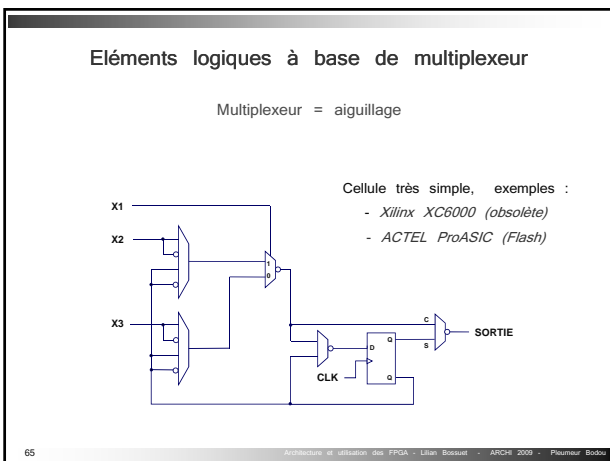 Eléments logiques à base de multiplexeur
Multiplexeur = aiguillage
Cellule très simple, exemples :
- Xilinx XC6000 (obsolète)
- ACTEL ProASIC (Flash)
X1
X2
1
0
X3
C
SORTIE
S
D
Q
CLK
Q
65
Architecture et utilisation des FPGA - Lilian Bossuet - ARCHI 2009 - Pleumeur Bodou